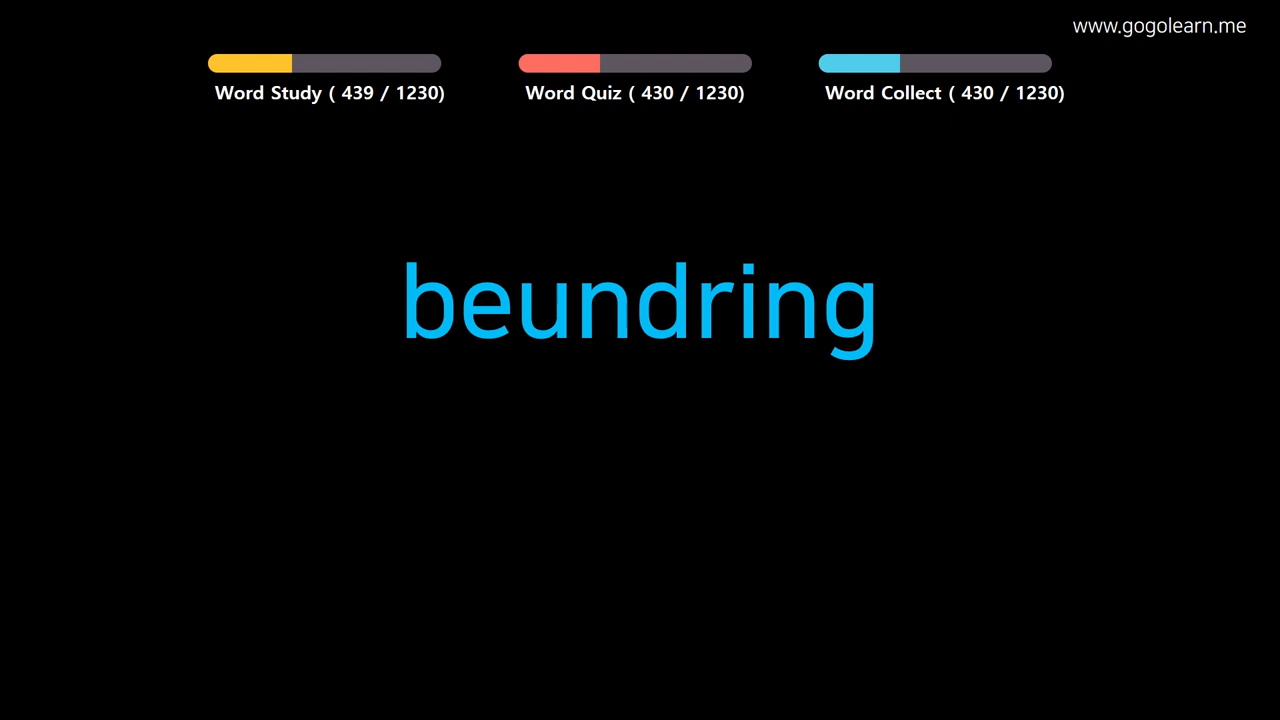 www.gogolearn.me
Word Study ( 439 / 1230)
Word Quiz ( 430 / 1230)
Word Collect ( 430 / 1230)
beundring